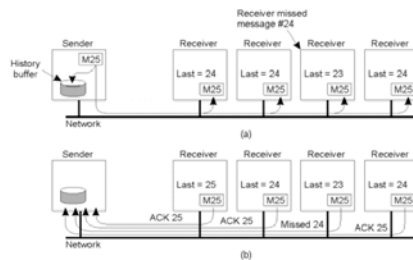 Receiver missed
message #24
Sender
Receiver
Receiver
Receiver
Receiver
History
buffer
M25
Last = 24
Last = 24
Last = 23
Last = 24
M25
M25
M25
M25
Network
(a)
Sender
Receiver
Receiver
Receiver
Receiver
M25
M25
M25
M25
Last = 25
Last = 24
Last = 23
Last = 24
ACK 25
ACK 25
Missed 24
ACK 25
Network
(b)